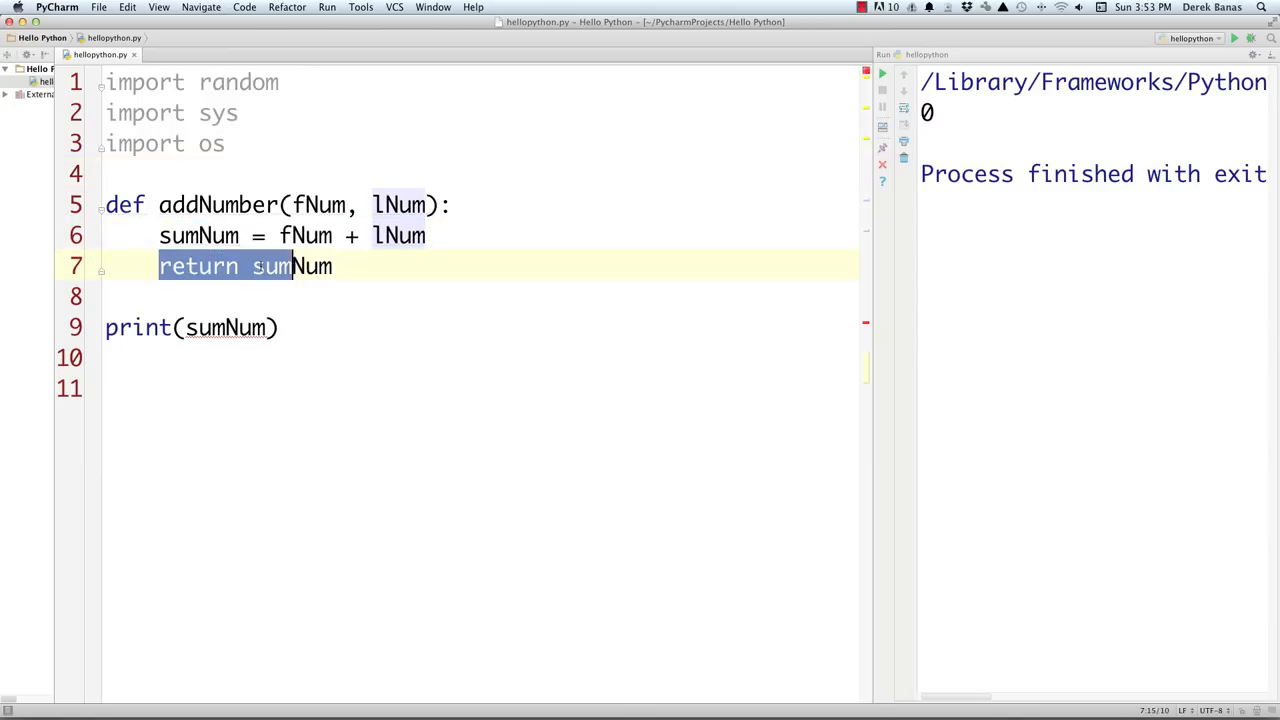 PyCharm File Edit View Navigate Code Refactor Run Tools VCS Window Help 10 Sun 3:53 PM Derek Banas
hellopython.py – Hello Python – [~/PycharmProjects/Hello Python]
Hello Python hellopython.py hellopython
hellopython.py Run hellopython
Hello F
hell
Externa
1 import random
2 import sys
3 import os
4
5 def addNumber(fNum, lNum):
6 sumNum = fNum + lNum
7 return sumNum
8
9 print(sumNum)
10
11
/Library/Frameworks/Python
0
Process finished with exit
7:15/10 LF UTF-8